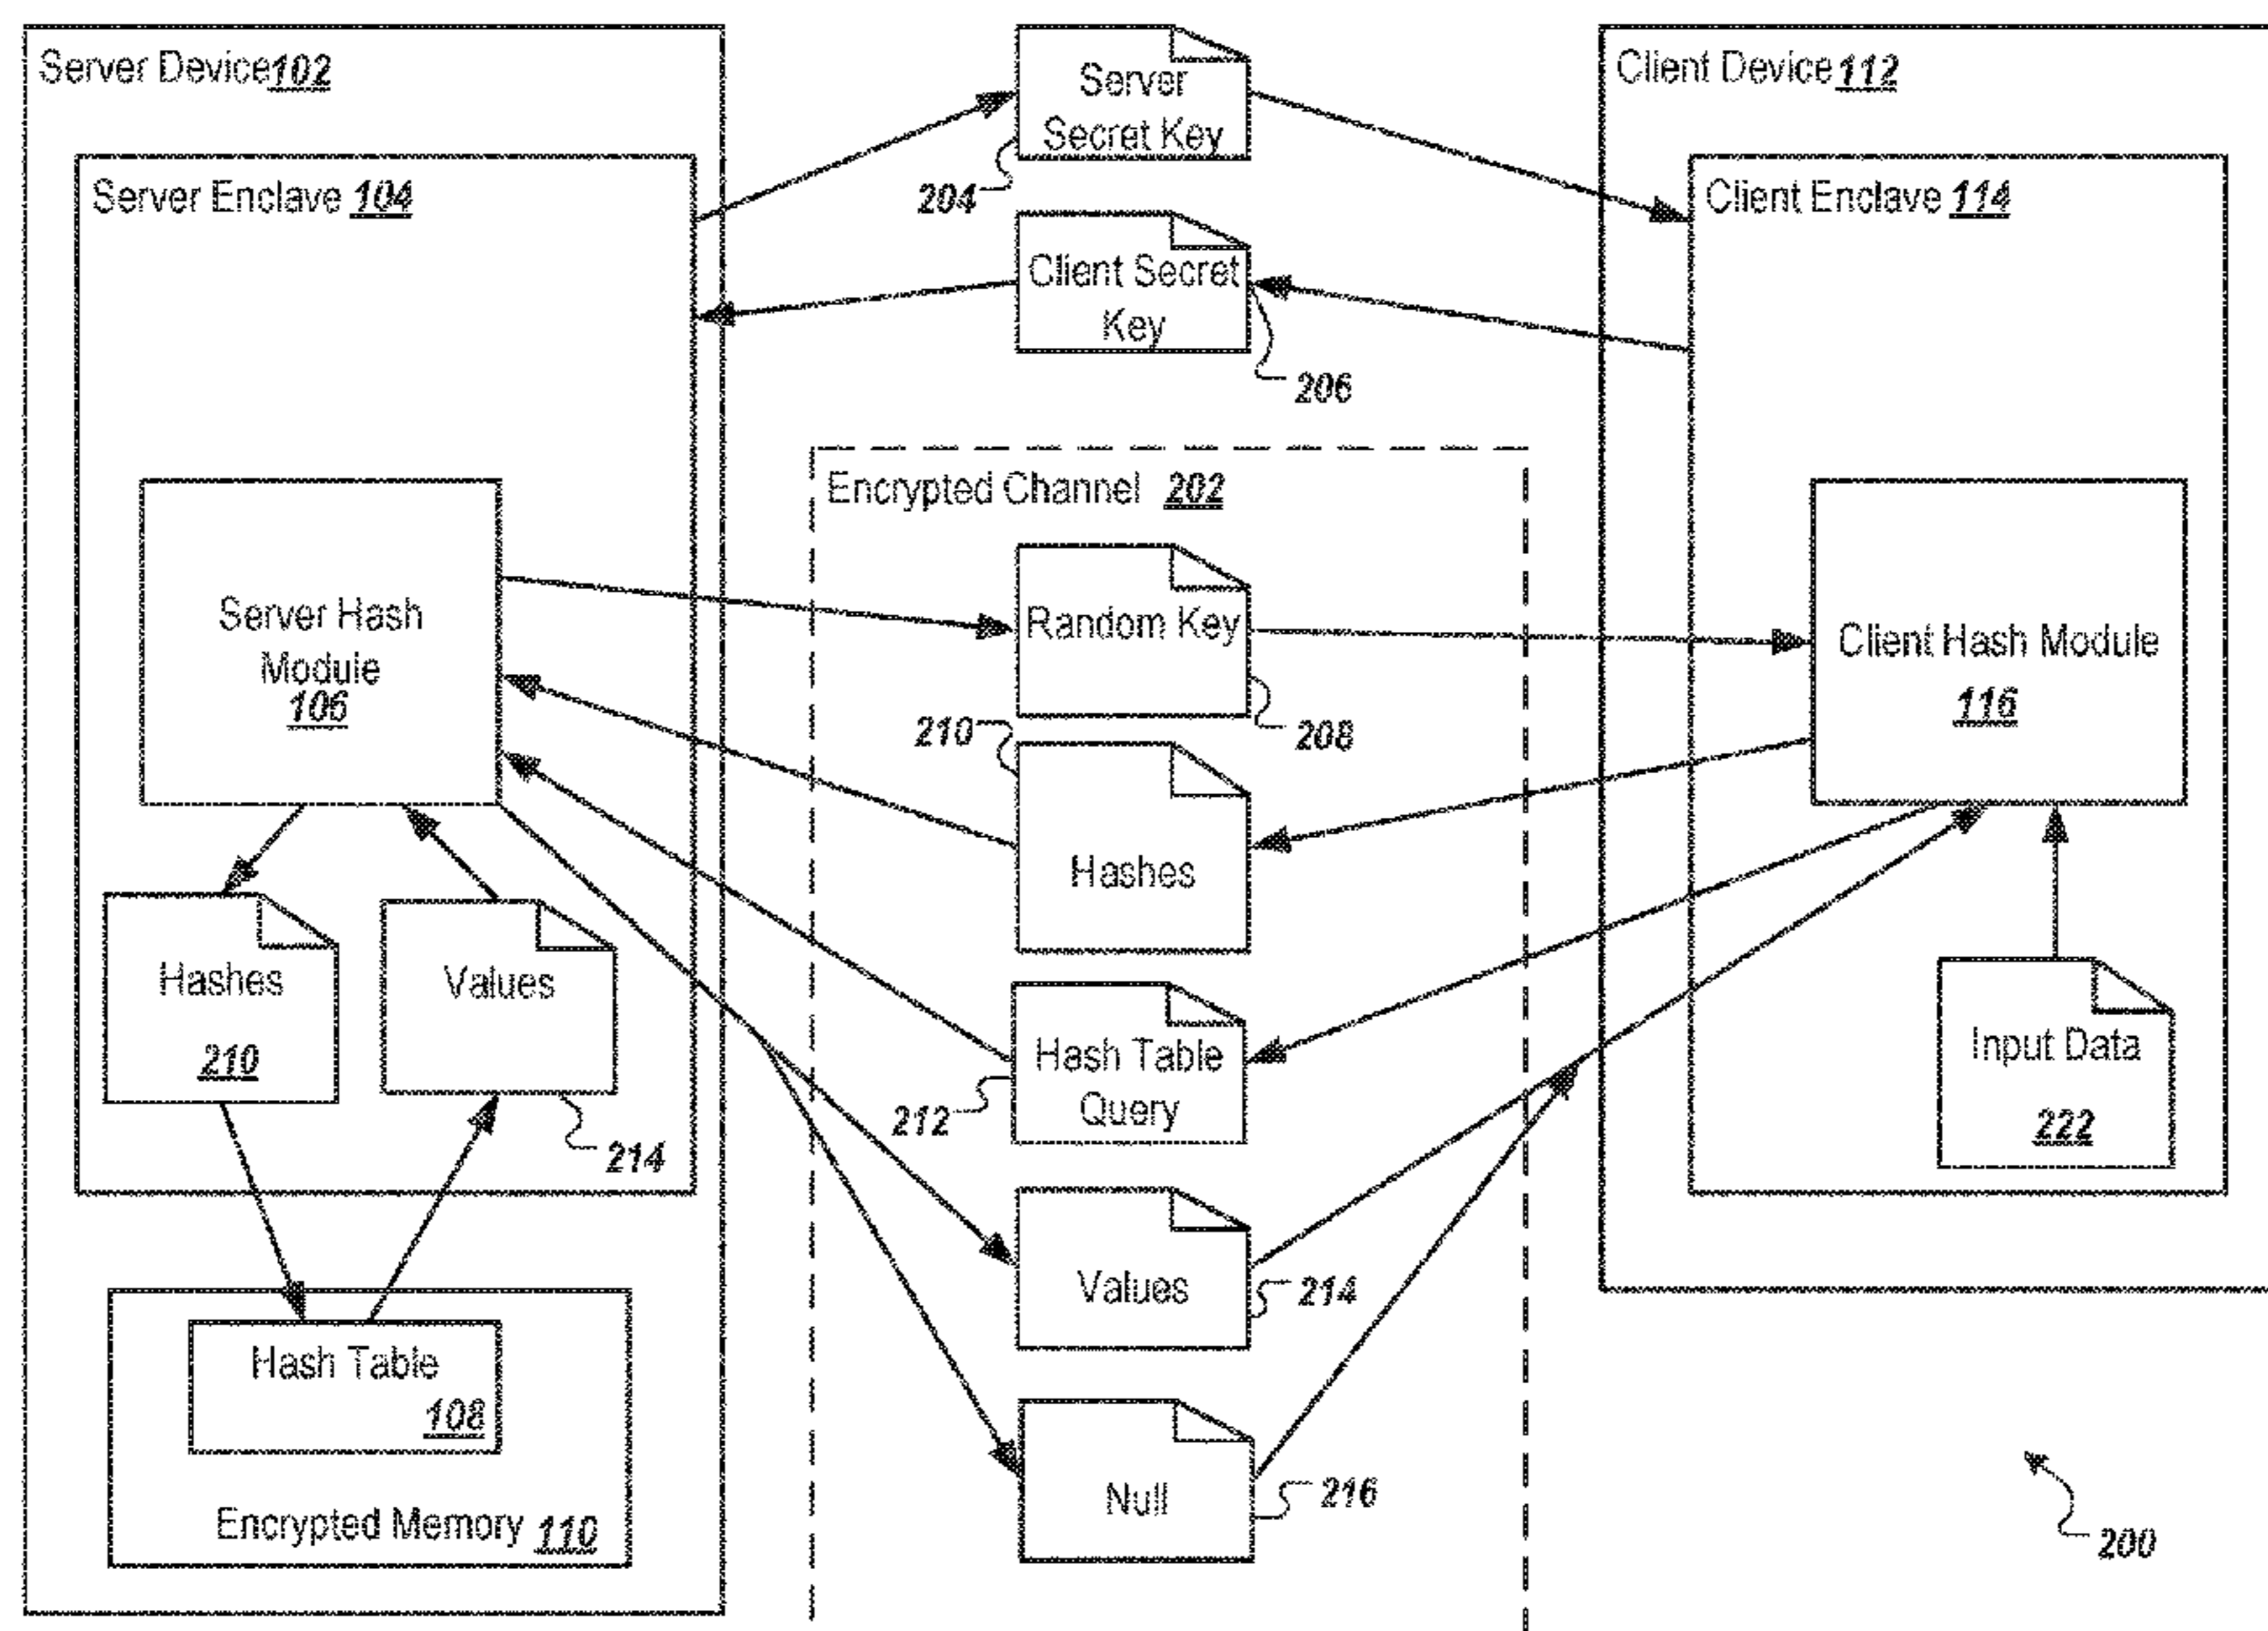 Server Device 102
Server Enclave 104
Server Hash
Module
106
Hashes
210
Values
214
Hash Table
108
Encrypted Memory 110
Server
Secret Key
204
Client Secret
Key
206
Encrypted Channel 202
Random Key
208
210
Hashes
Hash Table
Query
212
Values
214
Null
216
Client Device 112
Client Enclave 114
Client Hash Module
116
Input Data
222
200